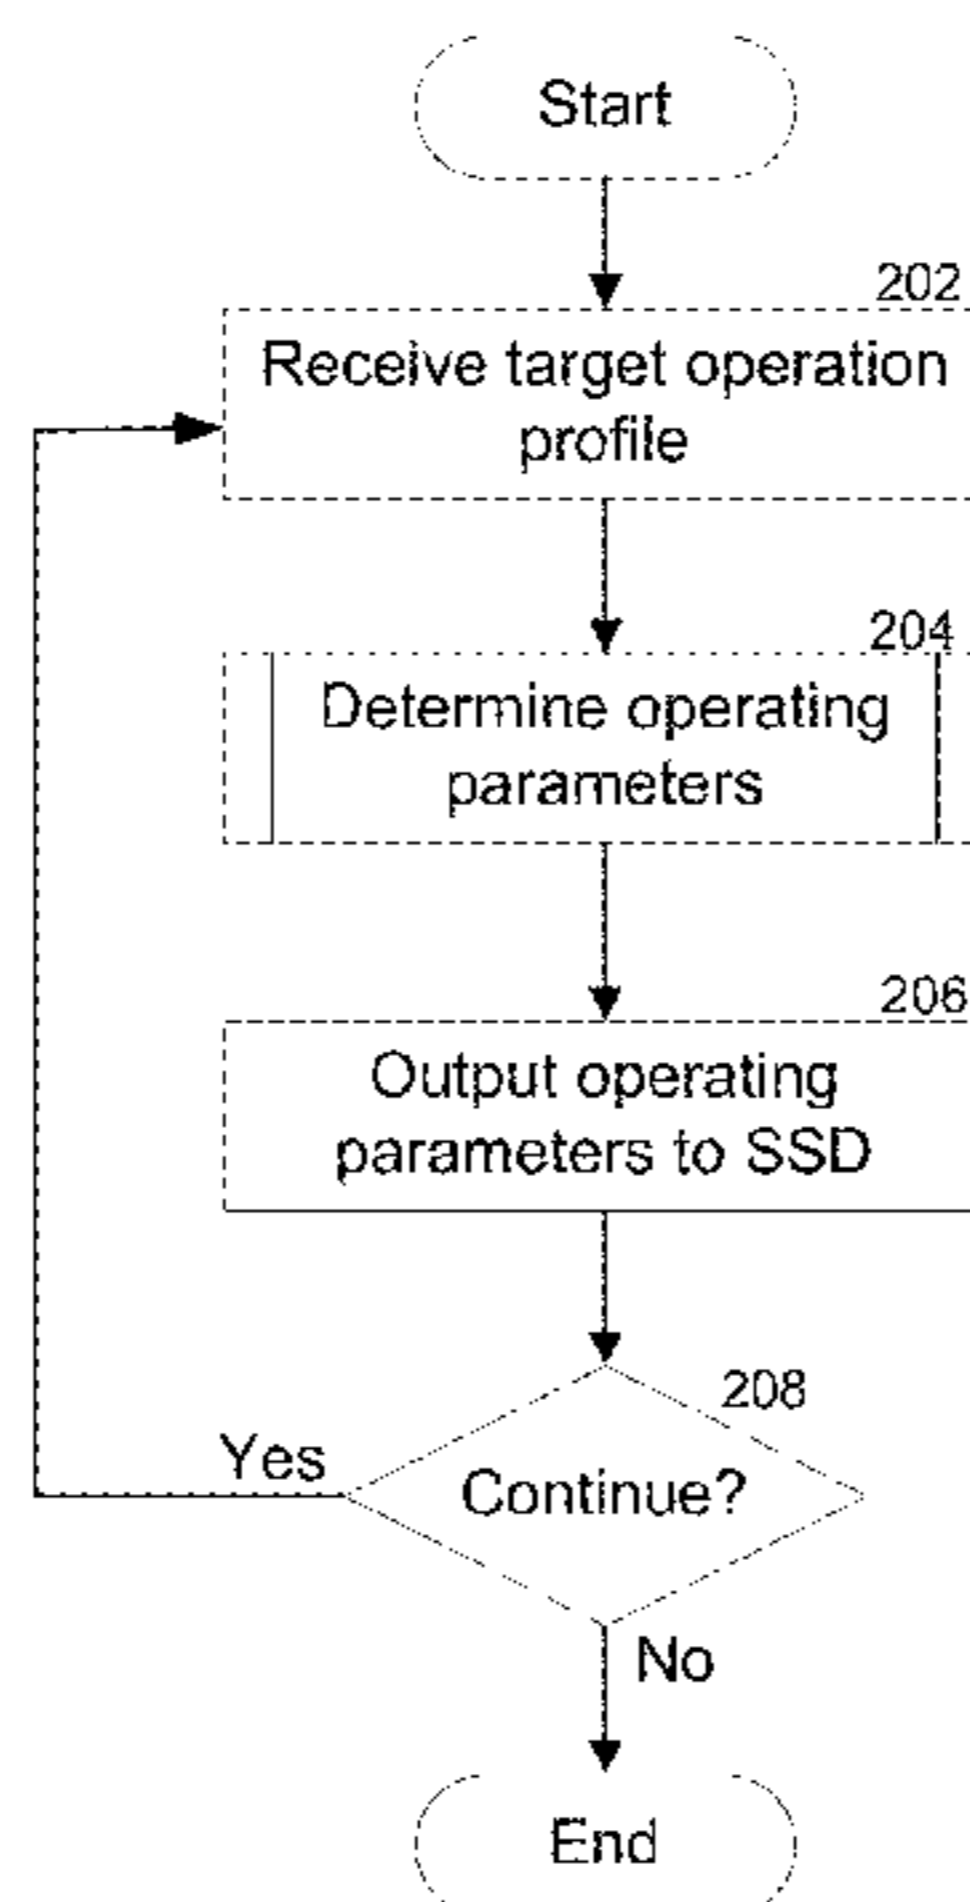 Start
202
Receive target operation
profile
204
Determine operating
parameters
206
Output operating
parameters to SSD
208
Yes
Continue?
No
End